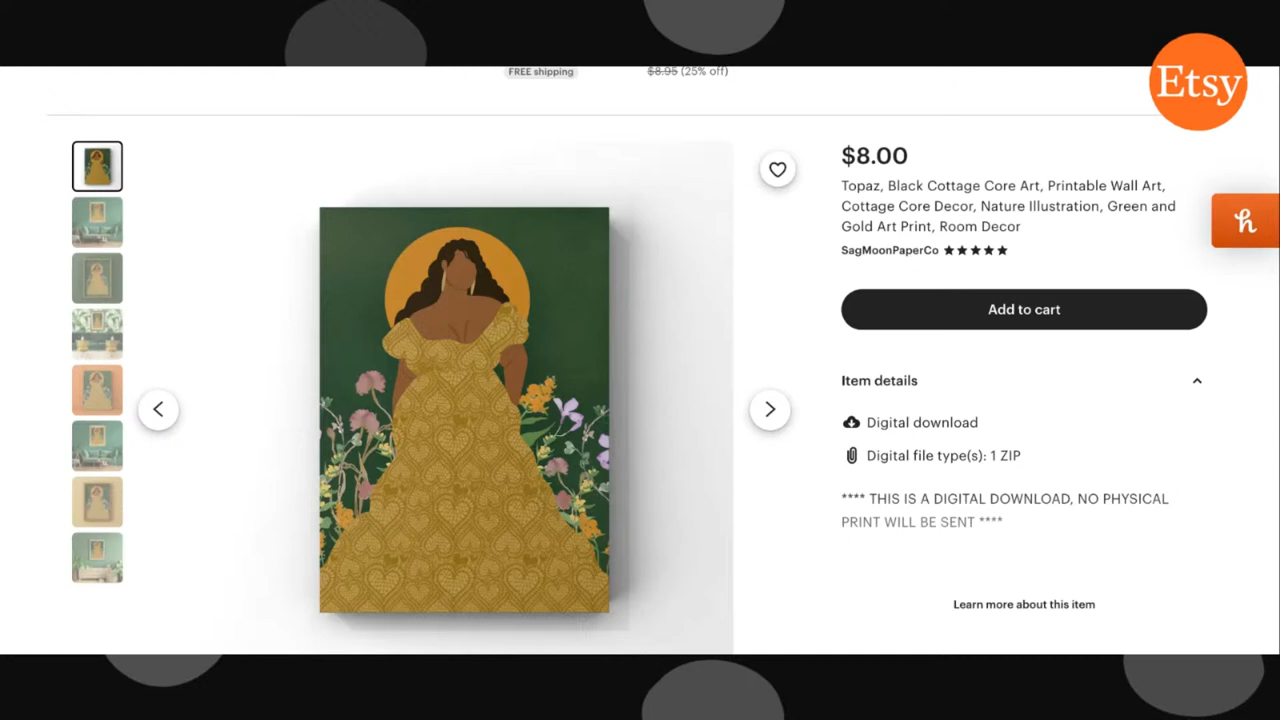 FREE shipping
$8.95 (25% off)
Etsy
$8.00
Topaz, Black Cottage Core Art, Printable Wall Art,
Cottage Core Decor, Nature Illustration, Green and
Gold Art Print, Room Decor
SagMoonPaperCo ★★★★★
h
Add to cart
Item details
Digital download
Digital file type(s): 1 ZIP
**** THIS IS A DIGITAL DOWNLOAD, NO PHYSICAL
PRINT WILL BE SENT ****
Learn more about this item